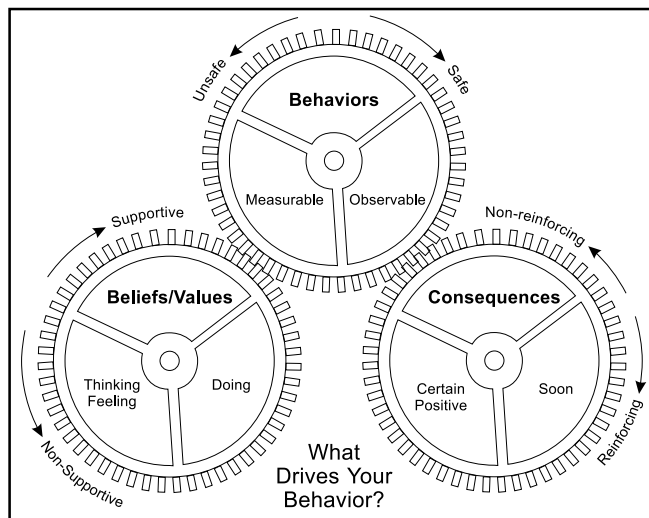 Unsafe
Safe
Behaviors
Measurable
Observable
Supportive
Non-reinforcing
Beliefs/Values
Consequences
Thinking
Feeling
Doing
Certain
Positive
Soon
Non-Supportive
Reinforcing
What
Drives Your
Behavior?